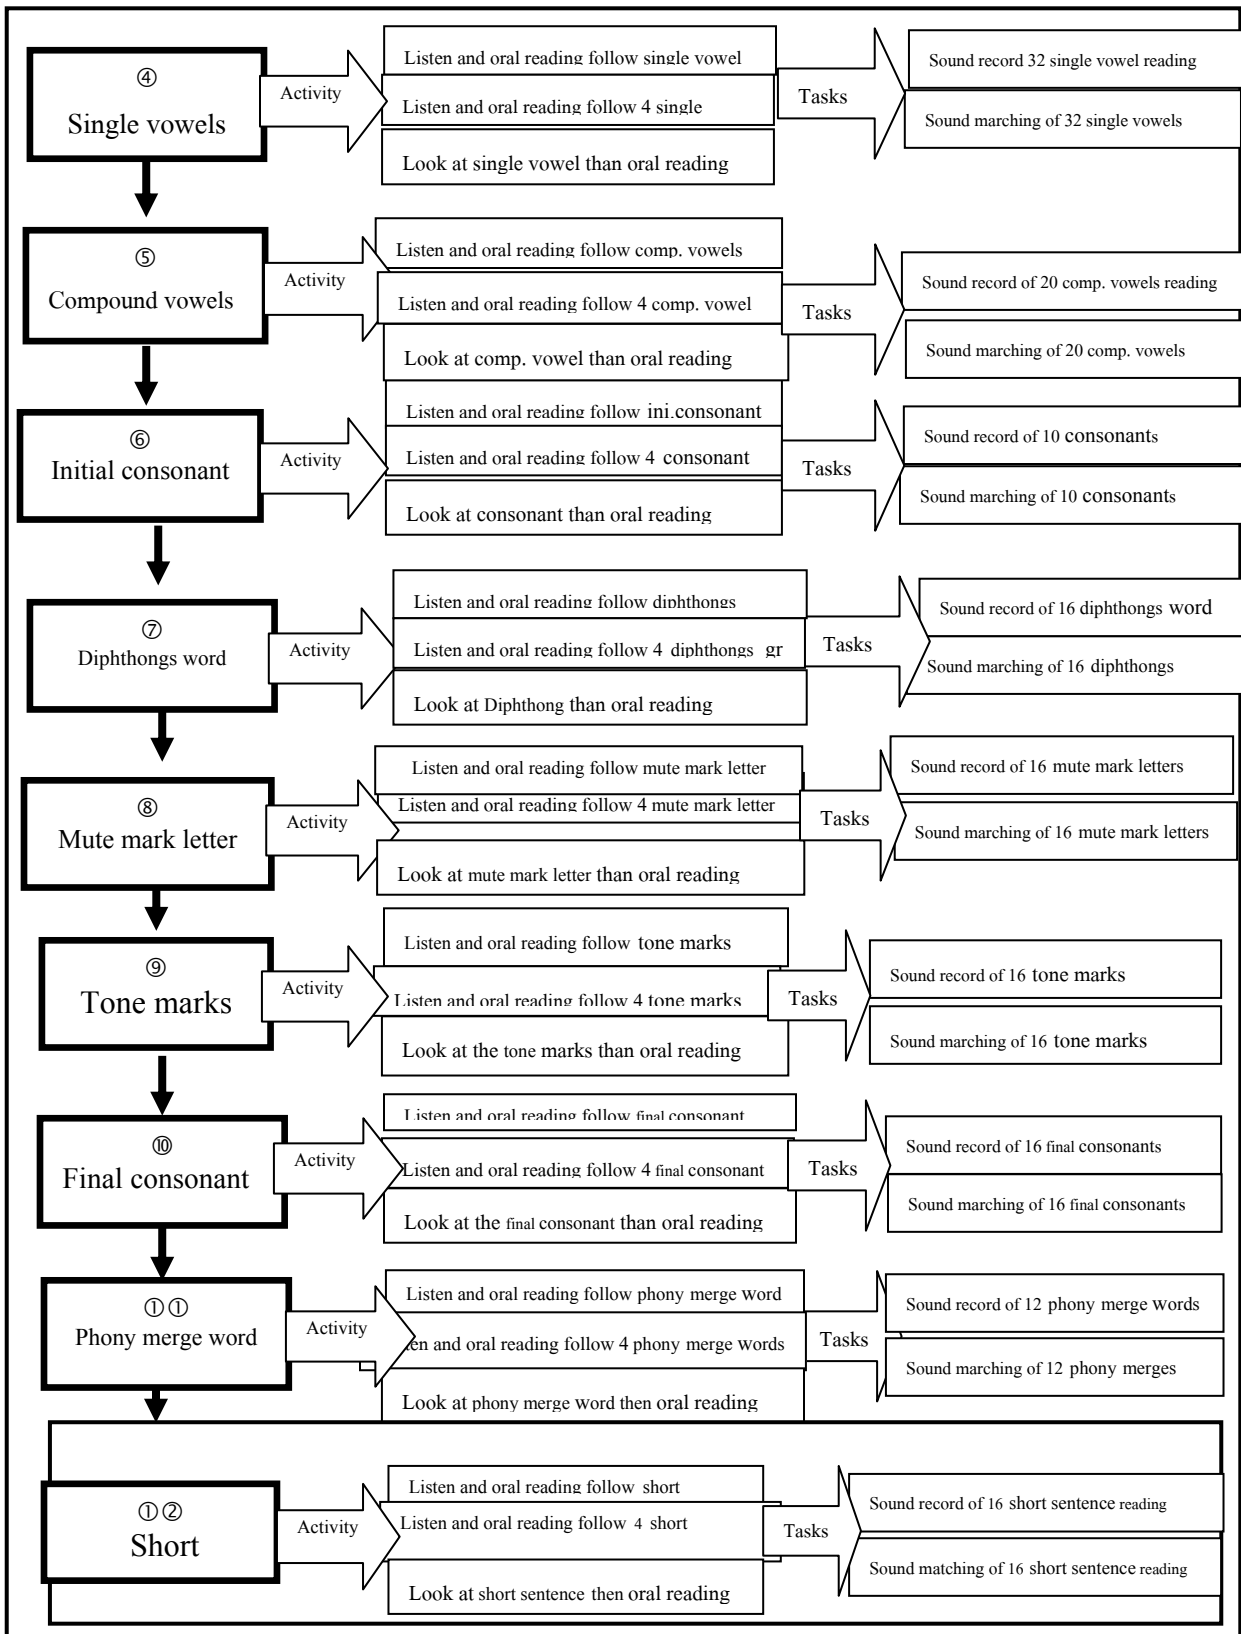 ④
Single vowels
Activity
Listen and oral reading follow single vowel
Listen and oral reading follow 4 single
Look at single vowel than oral reading
Tasks
Sound record 32 single vowel reading
Sound marching of 32 single vowels
⑤
Compound vowels
Activity
Listen and oral reading follow comp. vowels
Listen and oral reading follow 4 comp. vowel
Look at comp. vowel than oral reading
Tasks
Sound record of 20 comp. vowels reading
Sound marching of 20 comp. vowels
⑥
Initial consonant
Activity
Listen and oral reading follow ini.consonant
Listen and oral reading follow 4 consonant
Look at consonant than oral reading
Tasks
Sound record of 10 consonants
Sound marching of 10 consonants
⑦
Diphthongs word
Activity
Listen and oral reading follow diphthongs
Listen and oral reading follow 4 diphthongs gr
Look at Diphthong than oral reading
Tasks
Sound record of 16 diphthongs word
Sound marching of 16 diphthongs
⑧
Mute mark letter
Activity
Listen and oral reading follow mute mark letter
Listen and oral reading follow 4 mute mark letter
Look at mute mark letter than oral reading
Tasks
Sound record of 16 mute mark letters
Sound marching of 16 mute mark letters
⑨
Tone marks
Activity
Listen and oral reading follow tone marks
Listen and oral reading follow 4 tone marks
Look at the tone marks than oral reading
Tasks
Sound record of 16 tone marks
Sound marching of 16 tone marks
⑩
Final consonant
Activity
Listen and oral reading follow final consonant
Listen and oral reading follow 4 final consonant
Look at the final consonant than oral reading
Tasks
Sound record of 16 final consonants
Sound marching of 16 final consonants
①①
Phony merge word
Activity
Listen and oral reading follow phony merge word
en and oral reading follow 4 phony merge words
Look at phony merge word then oral reading
Tasks
Sound record of 12 phony merge words
Sound marching of 12 phony merges
①②
Short
Activity
Listen and oral reading follow short
Listen and oral reading follow 4 short
Look at short sentence then oral reading
Tasks
Sound record of 16 short sentence reading
Sound matching of 16 short sentence reading